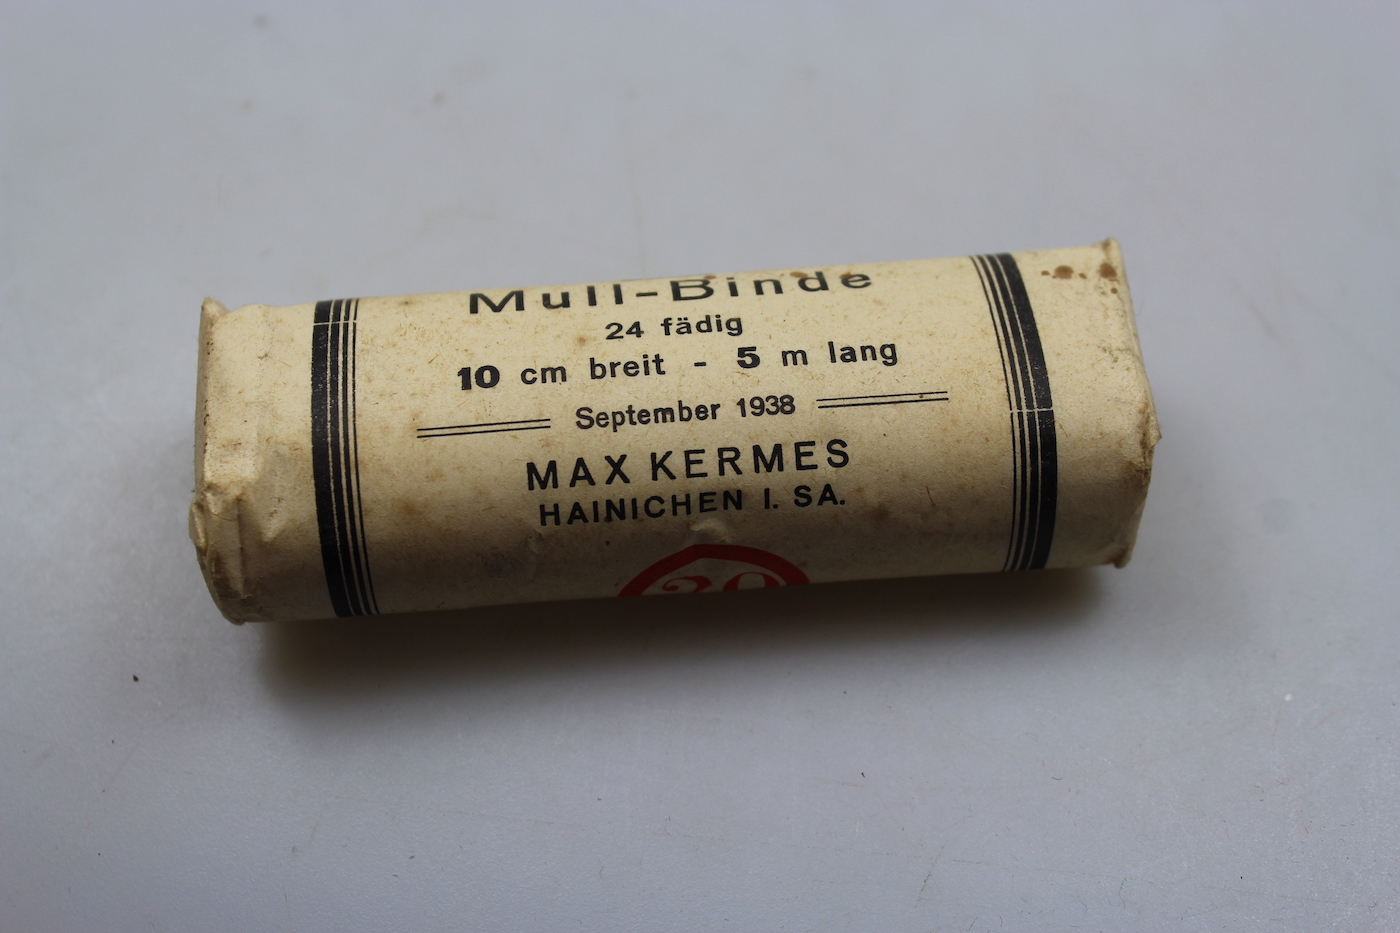 Mull-Binde
24 fädig
10 cm breit - 5 m lang
September 1938
MAX KERMES
HAINICHEN I. SA.